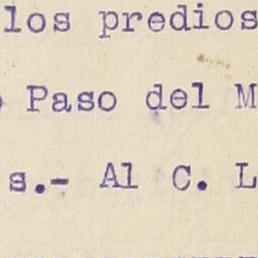 los predios
Paso del M
s.- Al C. L